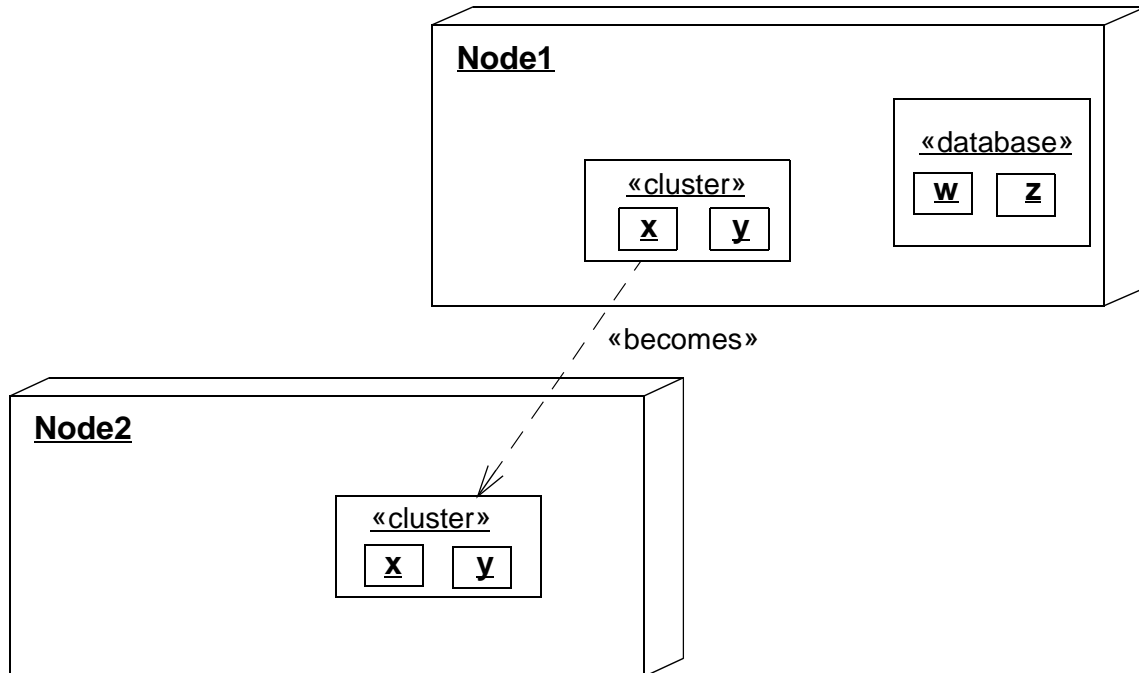 Node1
«database»
w z
«cluster»
x y
«becomes»
Node2
«cluster»
x y